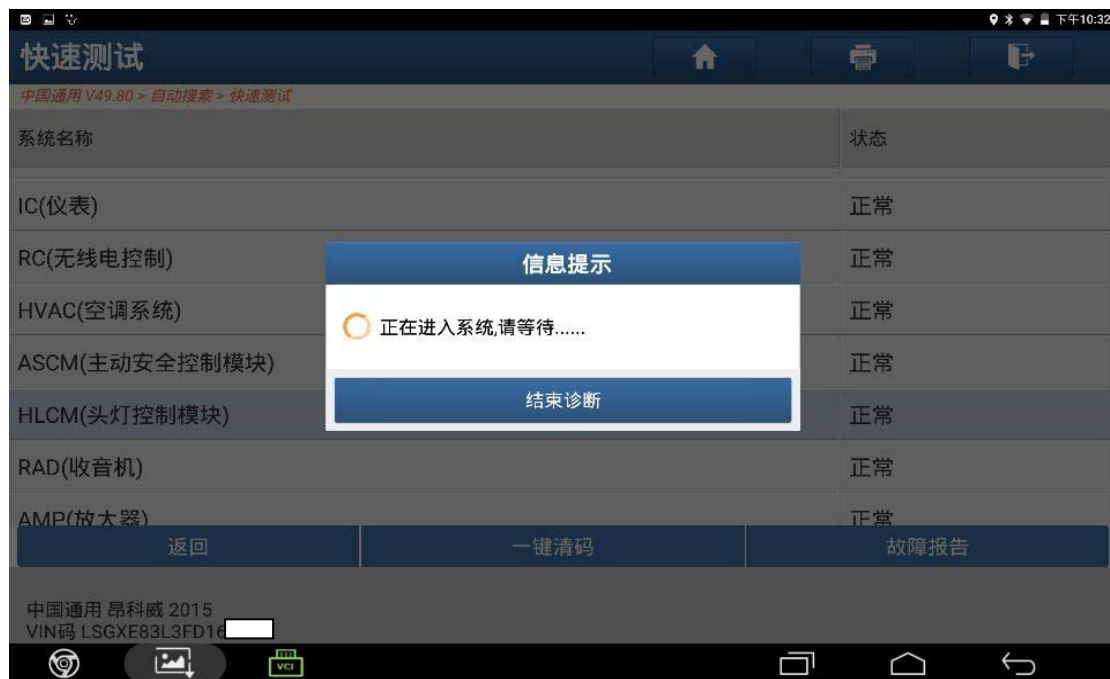 下午10:32
快速测试
中国通用 V49.80 > 自动搜索 > 快速测试
系统名称 状态
IC(仪表) 正常
RC(无线电控制) 正常
HVAC(空调系统) 正常
ASCM(主动安全控制模块) 正常
HLCM(头灯控制模块) 正常
RAD(收音机) 正常
AMP(放大器) 正常
信息提示
正在进入系统,请等待......
结束诊断
返回 一键清码 故障报告
中国通用 昂科威 2015
VIN码 LSGXE83L3FD16
VCI